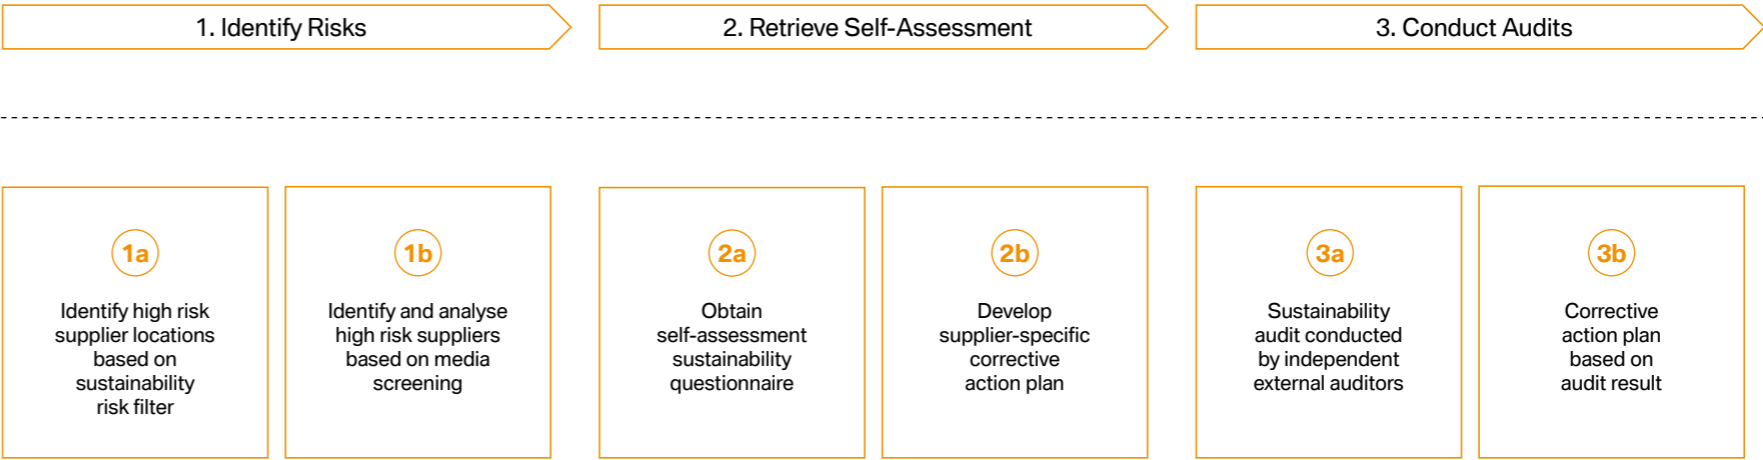 1. Identify Risks
2. Retrieve Self-Assessment
3. Conduct Audits
1a
Identify high risk
supplier locations
based on
sustainability
risk filter
1b
Identify and analyse
high risk suppliers
based on media
screening
2a
Obtain
self-assessment
sustainability
questionnaire
2b
Develop
supplier-specific
corrective
action plan
3a
Sustainability
audit conducted
by independent
external auditors
3b
Corrective
action plan
based on
audit result